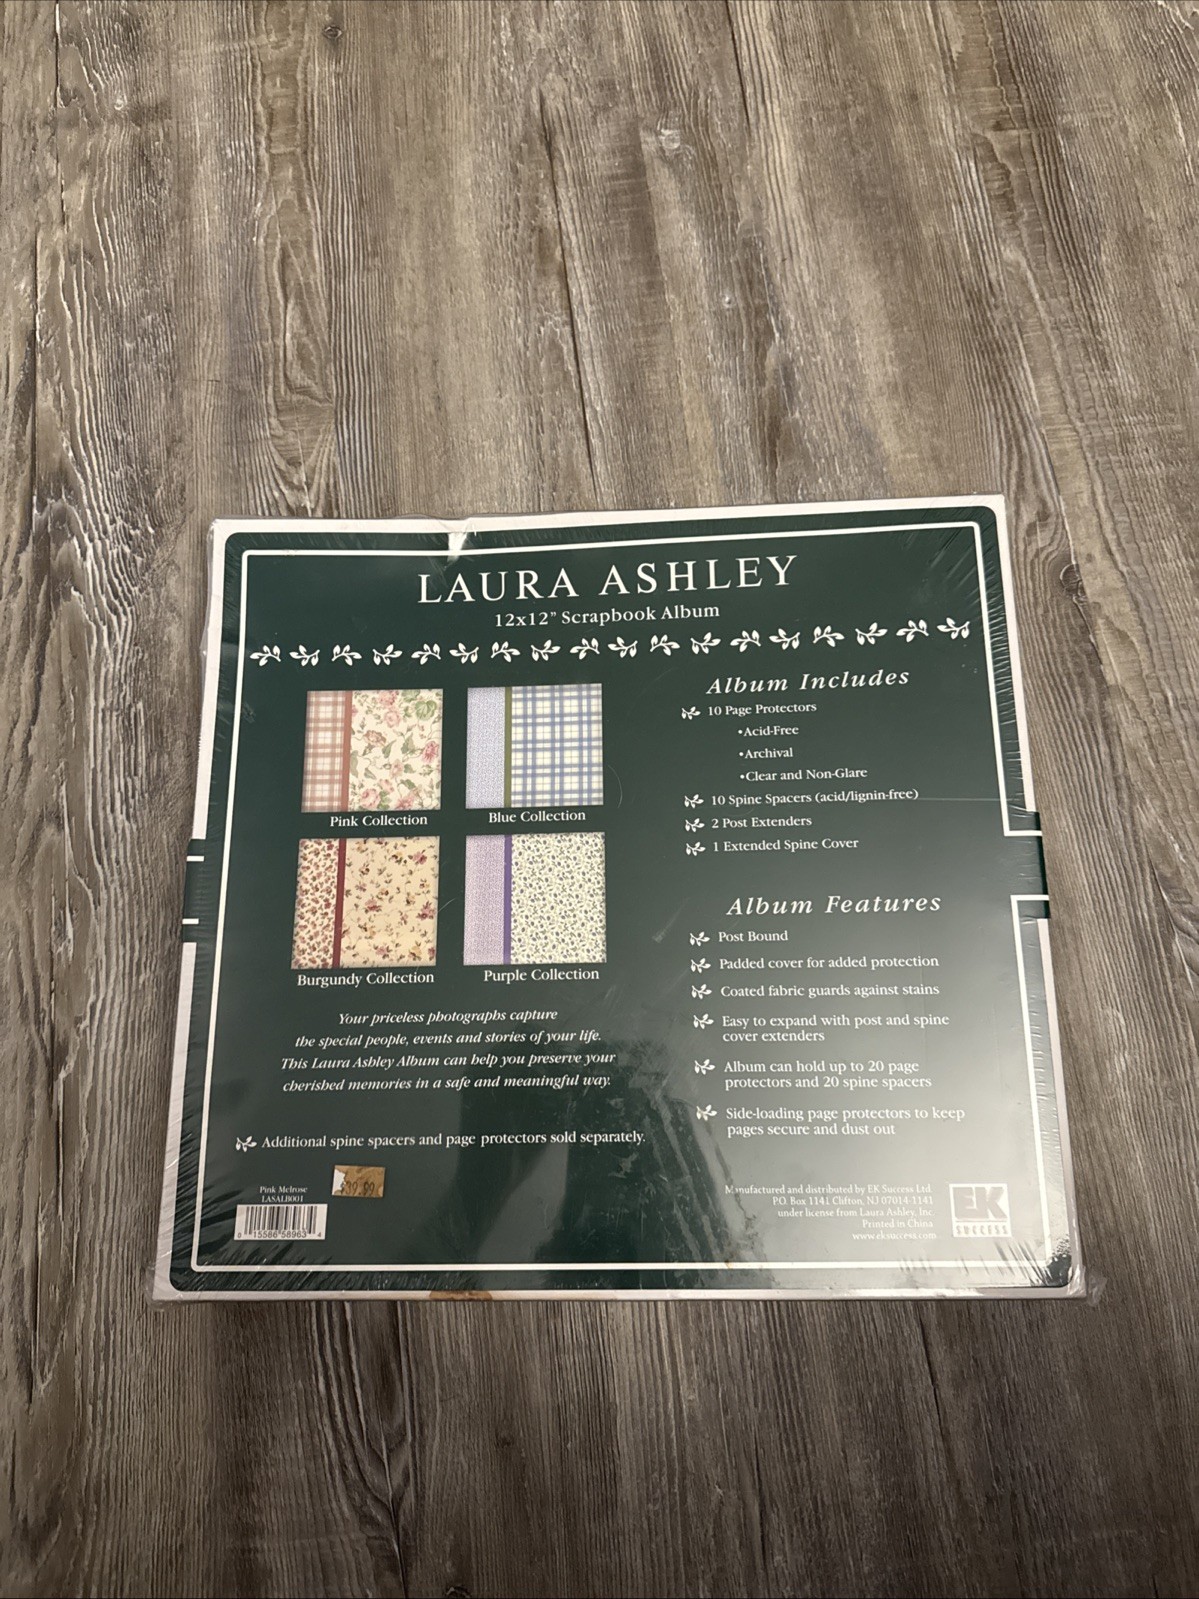 LAURA ASHLEY
12x12" Scrapbook Album
Pink Collection
Blue Collection
Burgundy Collection
Purple Collection
Your priceless photographs capture
the special people, events and stories of your life.
This Laura Ashley Album can help you preserve your
cherished memories in a safe and meaningful way.
Additional spine spacers and page protectors sold separately.
Album Includes
10 Page Protectors
•Acid-Free
•Archival
•Clear and Non-Glare
10 Spine Spacers (acid/lignin-free)
2 Post Extenders
1 Extended Spine Cover
Album Features
Post Bound
Padded cover for added protection
Coated fabric guards against stains
Easy to expand with post and spine
cover extenders
Album can hold up to 20 page
protectors and 20 spine spacers
Side-loading page protectors to keep
pages secure and dust out
Pink Melrose
LASALB001
0 15586 58963 4
Manufactured and distributed by EK Success Ltd.
P.O. Box 1141, Clifton, NJ 07014-1141
under license from Laura Ashley, Inc.
Printed in China
www.eksuccess.com
EK
SUCCESS